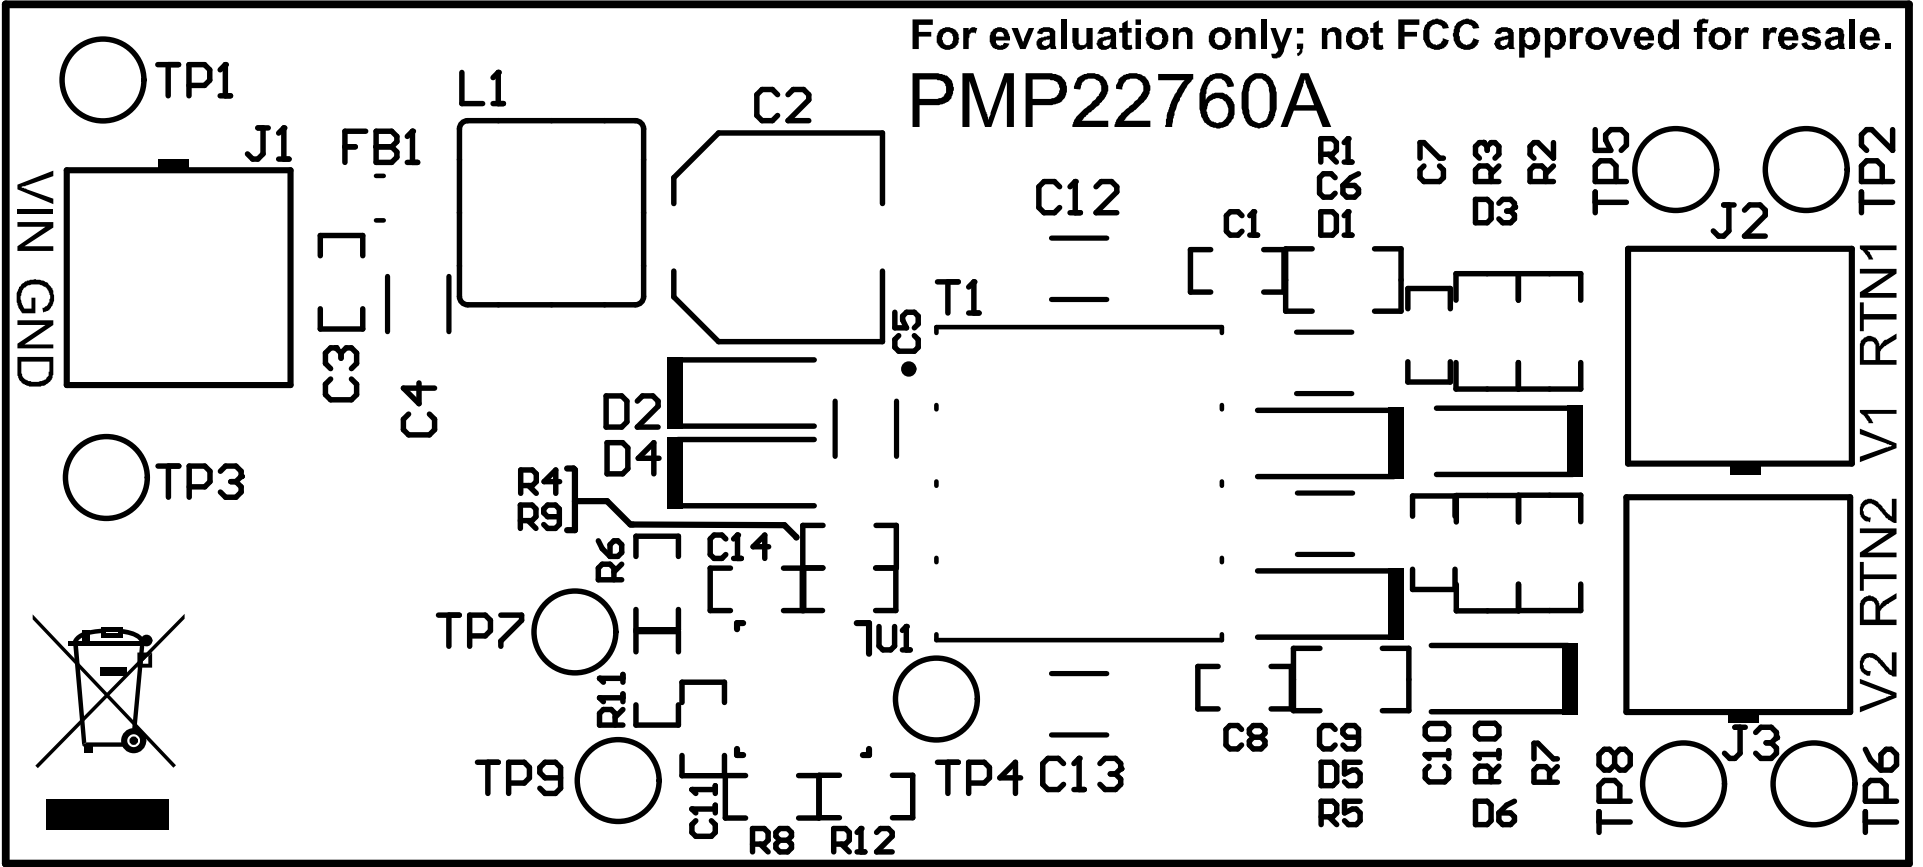 For evaluation only; not FCC approved for resale.
PMP22760A
TP1
L1
C2
J1
FB1
R1
C6
D1
C7
R3
D3
R2
TP5
TP2
C12
C1
J2
VIN
GND
T1
C5
RTN1
V1
C3
C4
D2
D4
TP3
R4
R9
R6
C14
RTN2
V2
TP7
U1
R11
TP9
C11
R8
R12
TP4
C13
C8
C9
D5
R5
C10
R10
D6
R7
J3
TP8
TP6